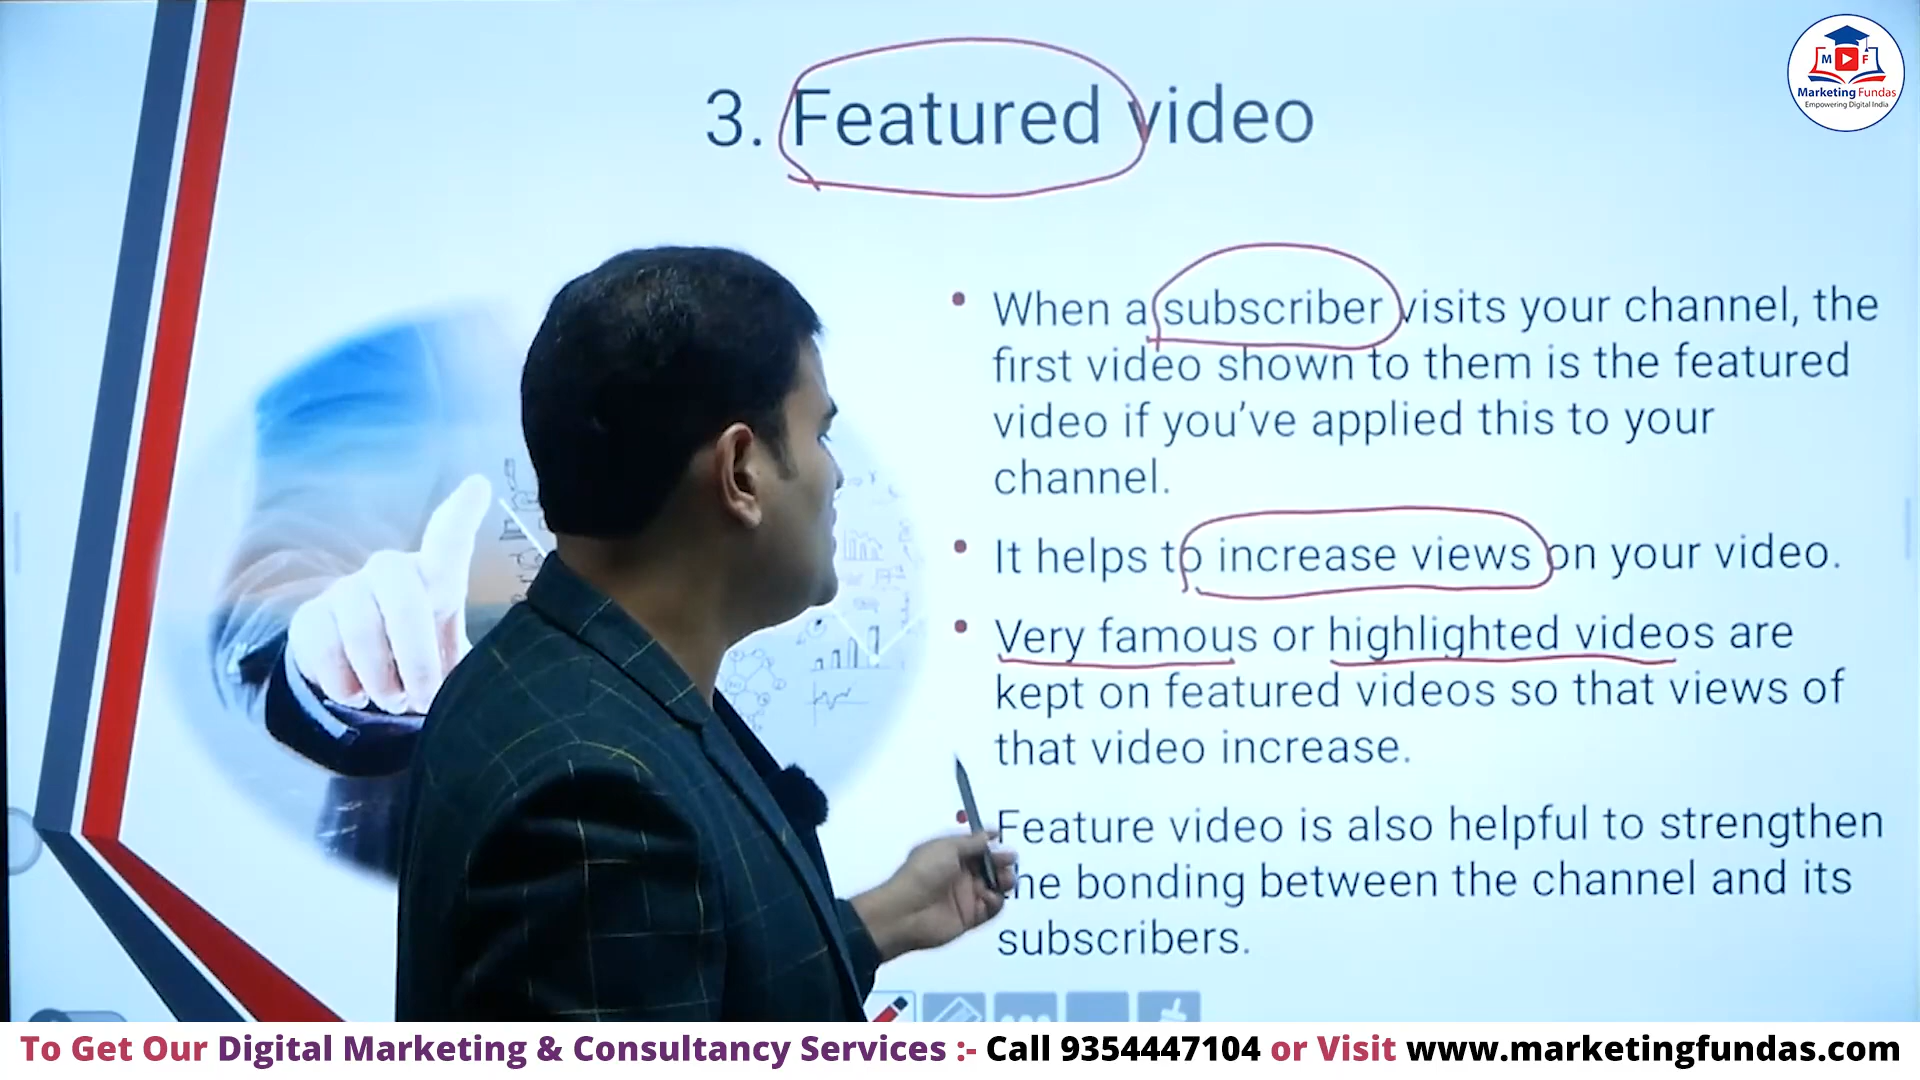 M F
Marketing Fundas
Empowering Digital India
3. Featured video
• When a subscriber visits your channel, the
first video shown to them is the featured
video if you've applied this to your
channel.
• It helps to increase views on your video.
• Very famous or highlighted videos are
kept on featured videos so that views of
that video increase.
• Feature video is also helpful to strengthen
the bonding between the channel and its
subscribers.
To Get Our Digital Marketing & Consultancy Services :- Call 9354447104 or Visit www.marketingfundas.com